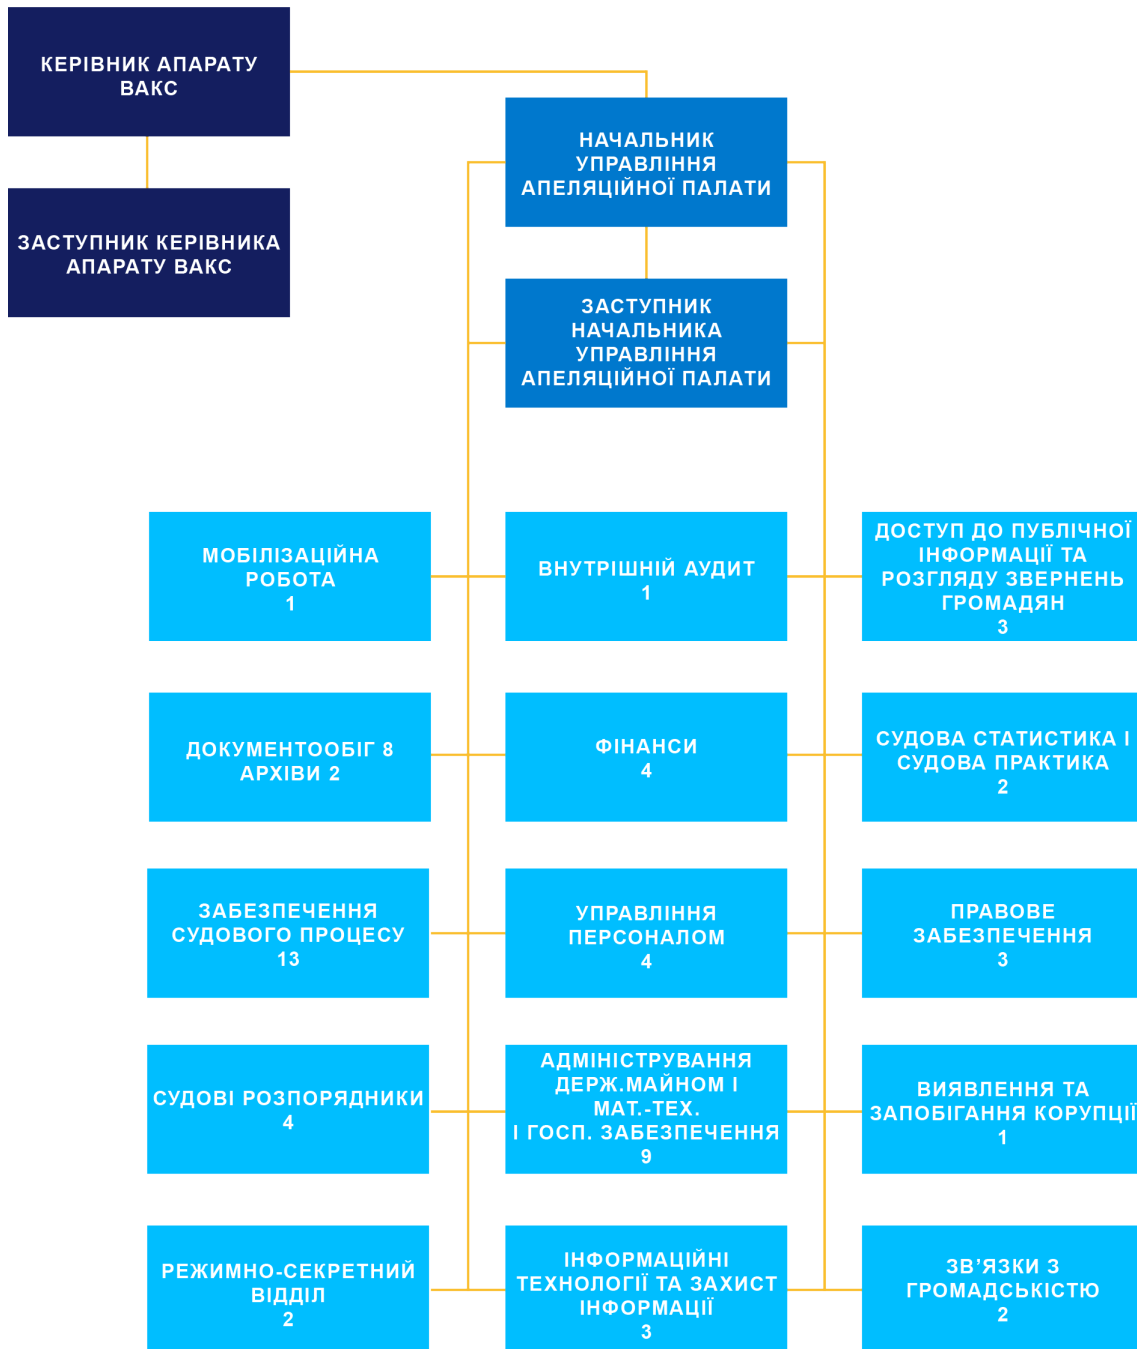 КЕРІВНИК АПАРАТУ
ВАКС
НАЧАЛЬНИК
УПРАВЛІННЯ
АПЕЛЯЦІЙНОЇ ПАЛАТИ
ЗАСТУПНИК КЕРІВНИКА
АПАРАТУ ВАКС
ЗАСТУПНИК
НАЧАЛЬНИКА
УПРАВЛІННЯ
АПЕЛЯЦІЙНОЇ ПАЛАТИ
МОБІЛІЗАЦІЙНА
РОБОТА
1
ВНУТРІШНІЙ АУДИТ
1
ДОСТУП ДО ПУБЛІЧНОЇ
ІНФОРМАЦІЇ ТА
РОЗГЛЯДУ ЗВЕРНЕНЬ
ГРОМАДЯН
3
ДОКУМЕНТООБІГ 8
АРХІВИ 2
ФІНАНСИ
4
СУДОВА СТАТИСТИКА І
СУДОВА ПРАКТИКА
2
ЗАБЕЗПЕЧЕННЯ
СУДОВОГО ПРОЦЕСУ
13
УПРАВЛІННЯ
ПЕРСОНАЛОМ
4
ПРАВОВЕ
ЗАБЕЗПЕЧЕННЯ
3
СУДОВІ РОЗПОРЯДНИКИ
4
АДМІНІСТРУВАННЯ
ДЕРЖ.МАЙНОМ І
МАТ.-ТЕХ.
І ГОСП. ЗАБЕЗПЕЧЕННЯ
9
ВИЯВЛЕННЯ ТА
ЗАПОБІГАННЯ КОРУПЦІЇ
1
РЕЖИМНО-СЕКРЕТНИЙ
ВІДДІЛ
2
ІНФОРМАЦІЙНІ
ТЕХНОЛОГІЇ ТА ЗАХИСТ
ІНФОРМАЦІЇ
3
ЗВ’ЯЗКИ З
ГРОМАДСЬКІСТЮ
2